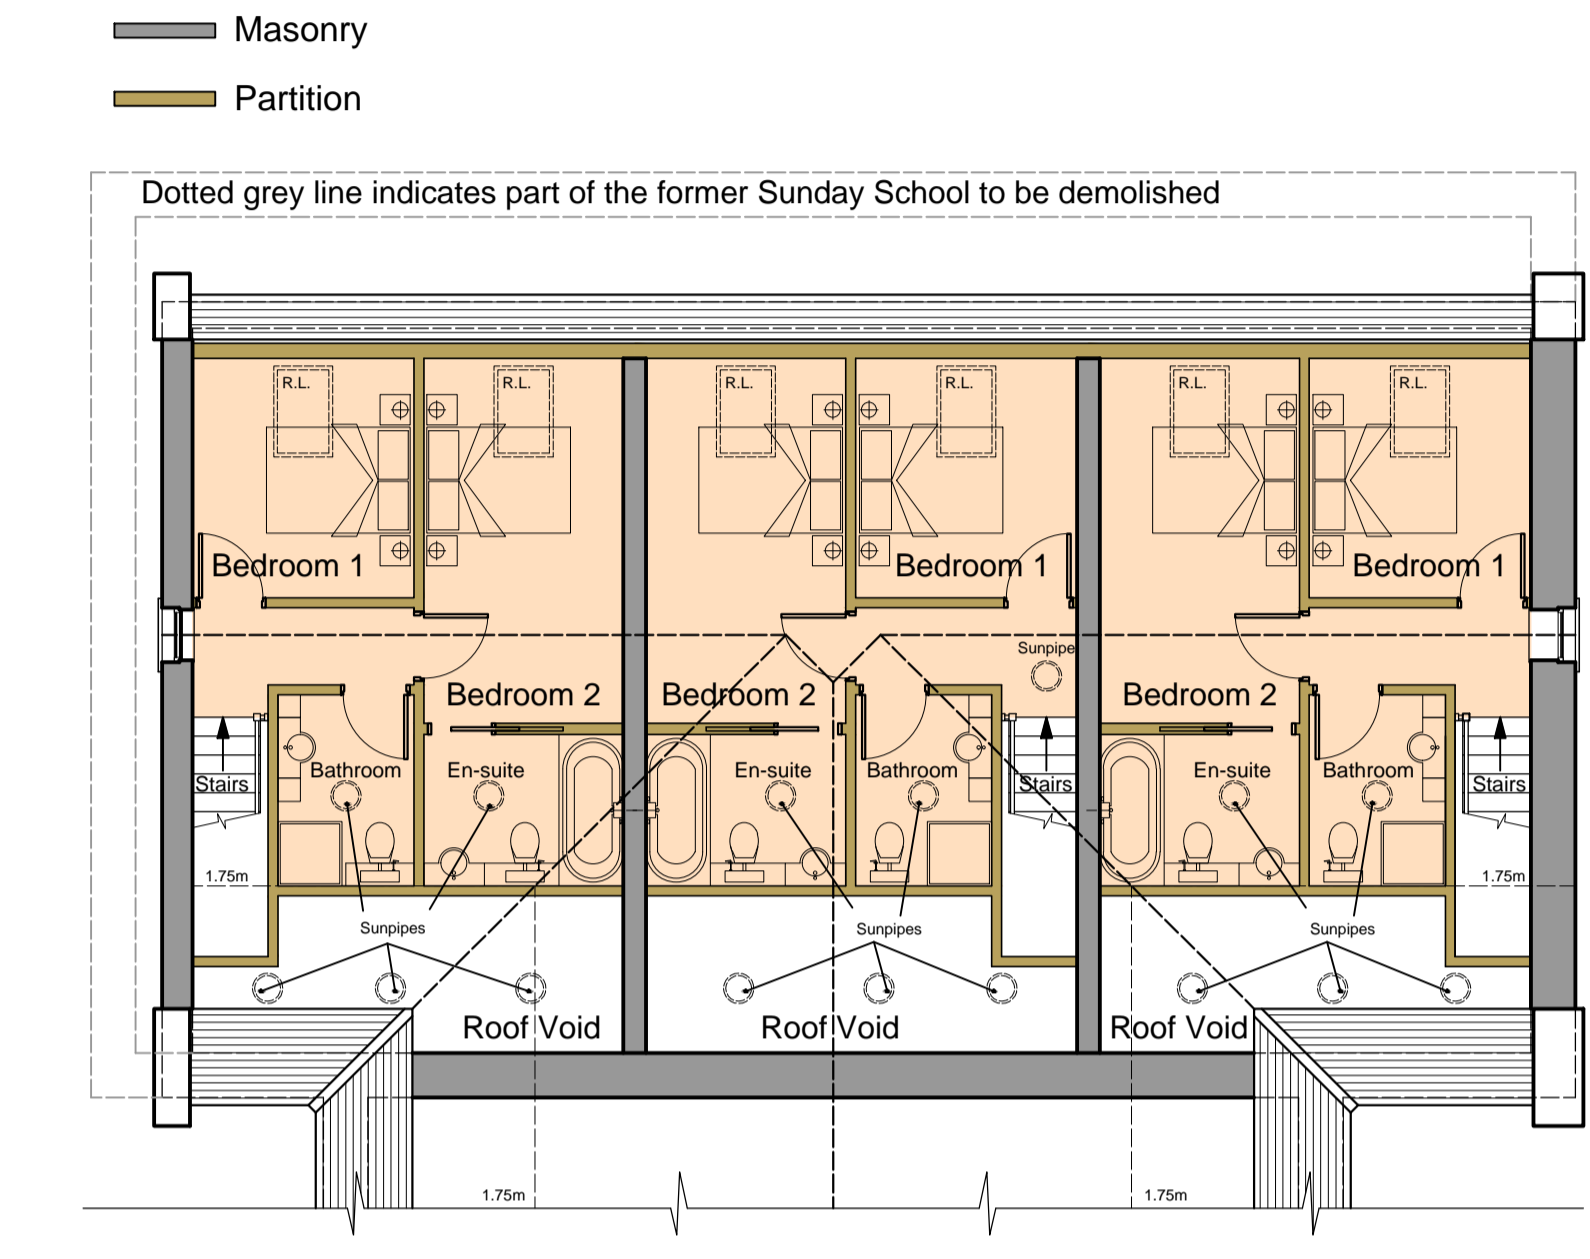 Masonry
Partition
Dotted grey line indicates part of the former Sunday School to be demolished
R.L. R.L. R.L. R.L. R.L. R.L.
Bedroom 1 Bedroom 1 Bedroom 1
Sunpipe
Bedroom 2 Bedroom 2 Bedroom 2
Stairs Bathroom En-suite En-suite Bathroom Stairs En-suite Bathroom Stairs
1.75m 1.75m
Sunpipes Sunpipes Sunpipes
Roof Void Roof Void Roof Void
1.75m 1.75m